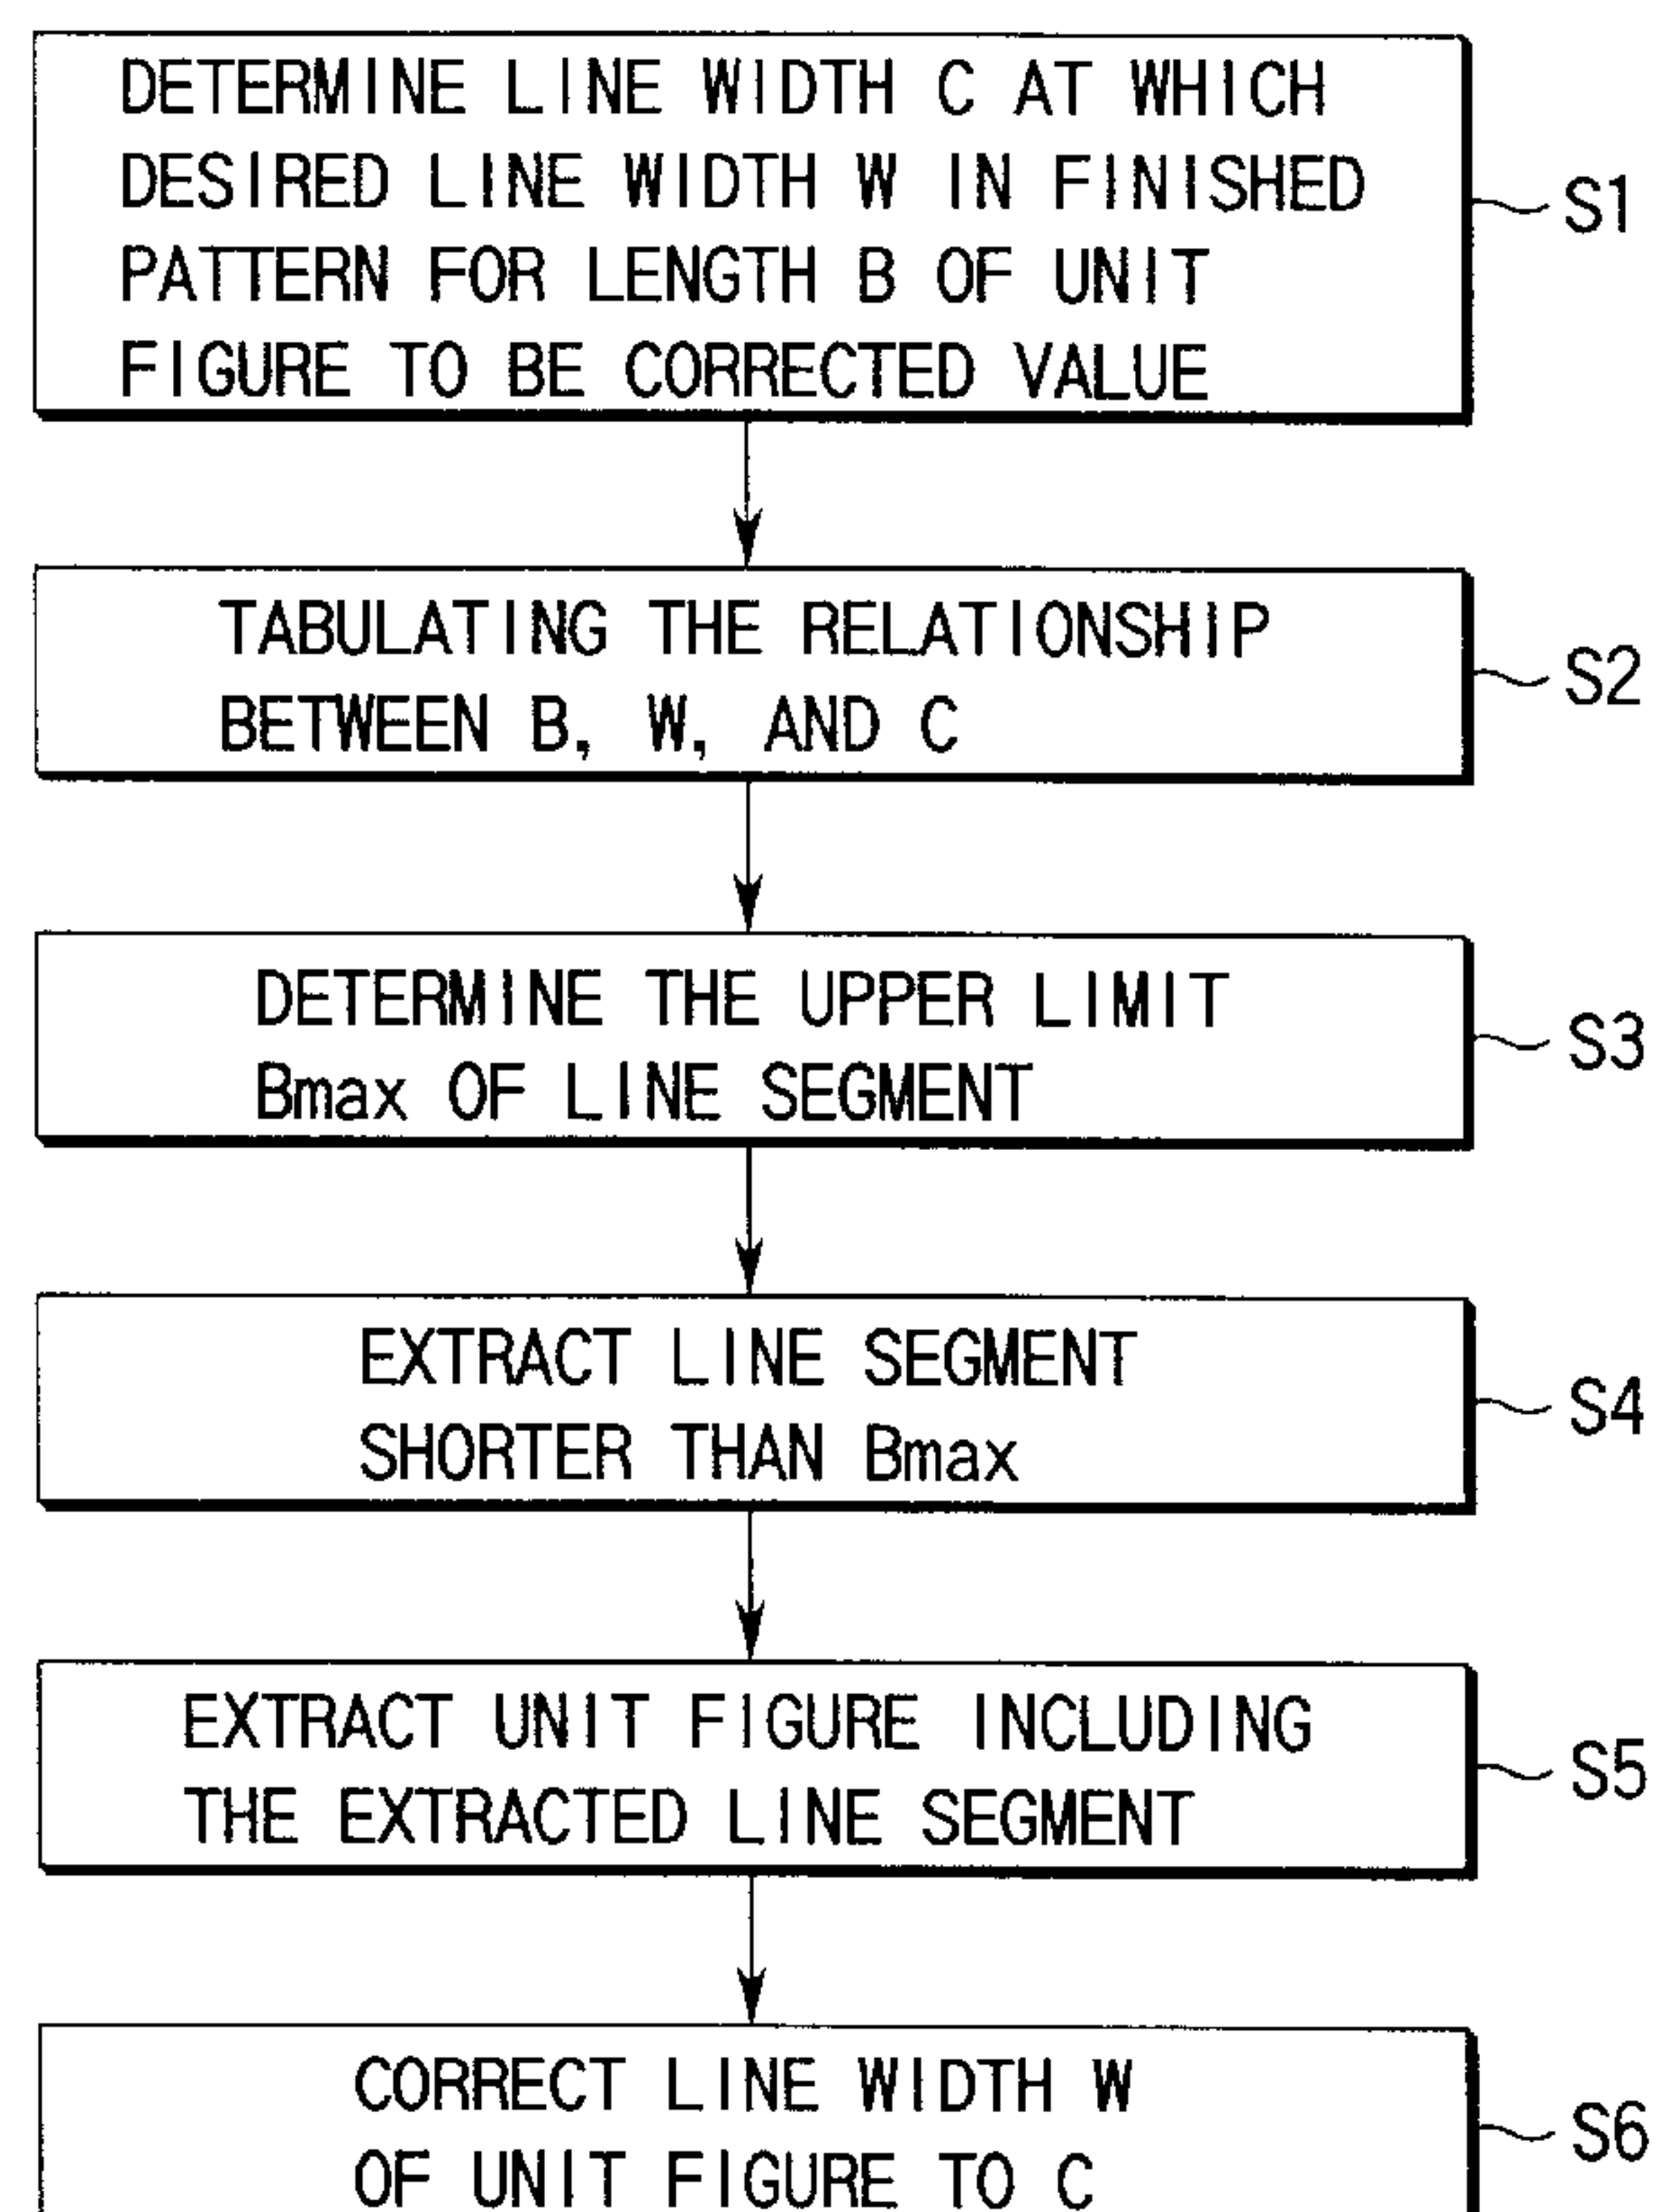 DETERMINE LINE WIDTH C AT WHICH
DESIRED LINE WIDTH W IN FINISHED
PATTERN FOR LENGTH B OF UNIT
FIGURE TO BE CORRECTED VALUE
S1
TABULATING THE RELATIONSHIP
BETWEEN B, W, AND C
S2
DETERMINE THE UPPER LIMIT
Bmax OF LINE SEGMENT
S3
EXTRACT LINE SEGMENT
SHORTER THAN Bmax
S4
EXTRACT UNIT FIGURE INCLUDING
THE EXTRACTED LINE SEGMENT
S5
CORRECT LINE WIDTH W
OF UNIT FIGURE TO C
S6